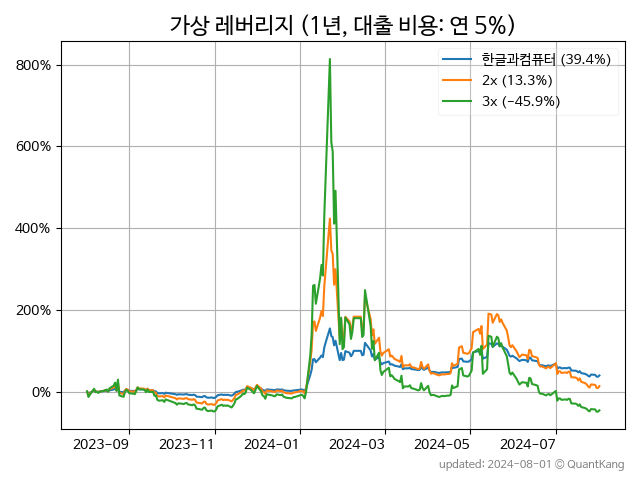 가상 레버리지 (1년, 대출 비용: 연 5%)
한글과컴퓨터 (39.4%)
2x (13.3%)
3x (-45.9%)
800%
600%
400%
200%
0%
2023-09 2023-11 2024-01 2024-03 2024-05 2024-07
updated: 2024-08-01 © QuantKang